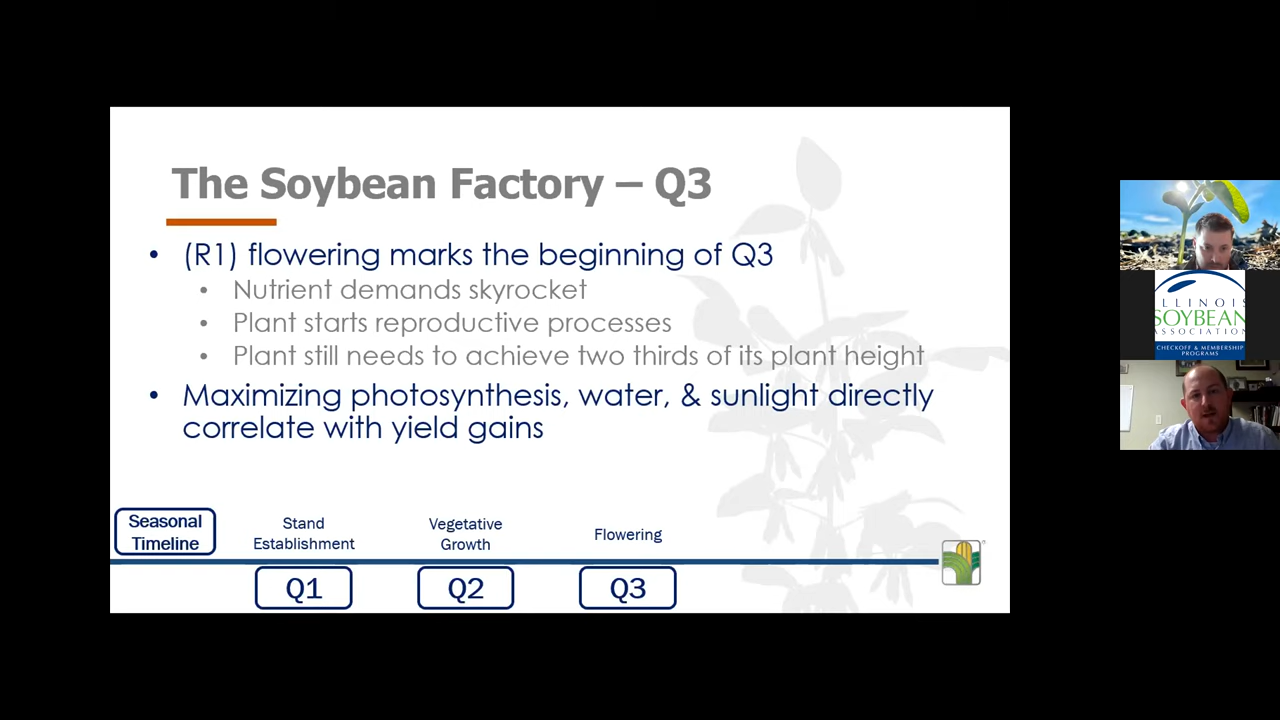 The Soybean Factory – Q3
• (R1) flowering marks the beginning of Q3
• Nutrient demands skyrocket
• Plant starts reproductive processes
• Plant still needs to achieve two thirds of its plant height
• Maximizing photosynthesis, water, & sunlight directly
correlate with yield gains
Seasonal
Timeline
Stand
Establishment
Vegetative
Growth
Flowering
Q1
Q2
Q3
ILLINOIS
SOYBEAN
ASSOCIATION
CHECKOFF & MEMBERSHIP
PROGRAMS